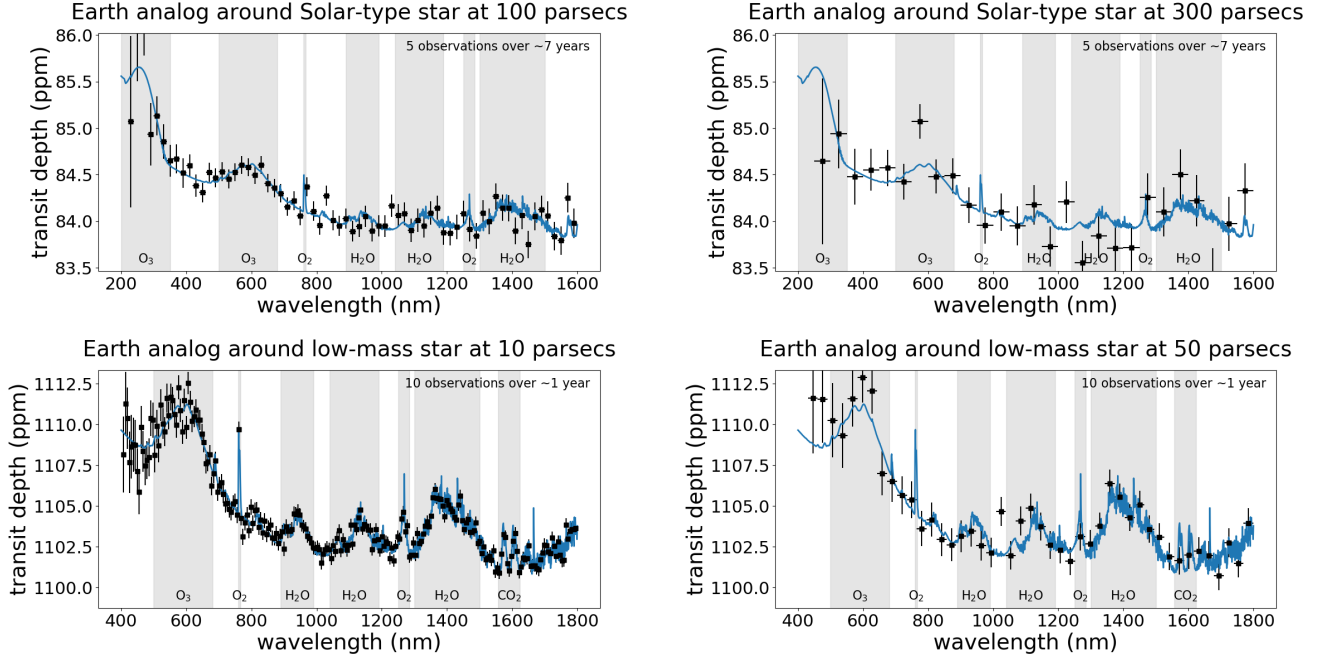 Earth analog around Solar-type star at 100 parsecs
5 observations over ~7 years
86.0
85.5
85.0
84.5
84.0
83.5
transit depth (ppm)
O₃ O₃ O₂ H₂O H₂O O₂ H₂O
200 400 600 800 1000 1200 1400 1600
wavelength (nm)
Earth analog around Solar-type star at 300 parsecs
5 observations over ~7 years
86.0
85.5
85.0
84.5
84.0
83.5
transit depth (ppm)
O₃ O₃ O₂ H₂O H₂O O₂ H₂O
200 400 600 800 1000 1200 1400 1600
wavelength (nm)
Earth analog around low-mass star at 10 parsecs
10 observations over ~1 year
1112.5
1110.0
1107.5
1105.0
1102.5
1100.0
transit depth (ppm)
O₃ O₂ H₂O H₂O O₂ H₂O CO₂
400 600 800 1000 1200 1400 1600 1800
wavelength (nm)
Earth analog around low-mass star at 50 parsecs
10 observations over ~1 year
1112.5
1110.0
1107.5
1105.0
1102.5
1100.0
transit depth (ppm)
O₃ O₂ H₂O H₂O O₂ H₂O CO₂
400 600 800 1000 1200 1400 1600 1800
wavelength (nm)